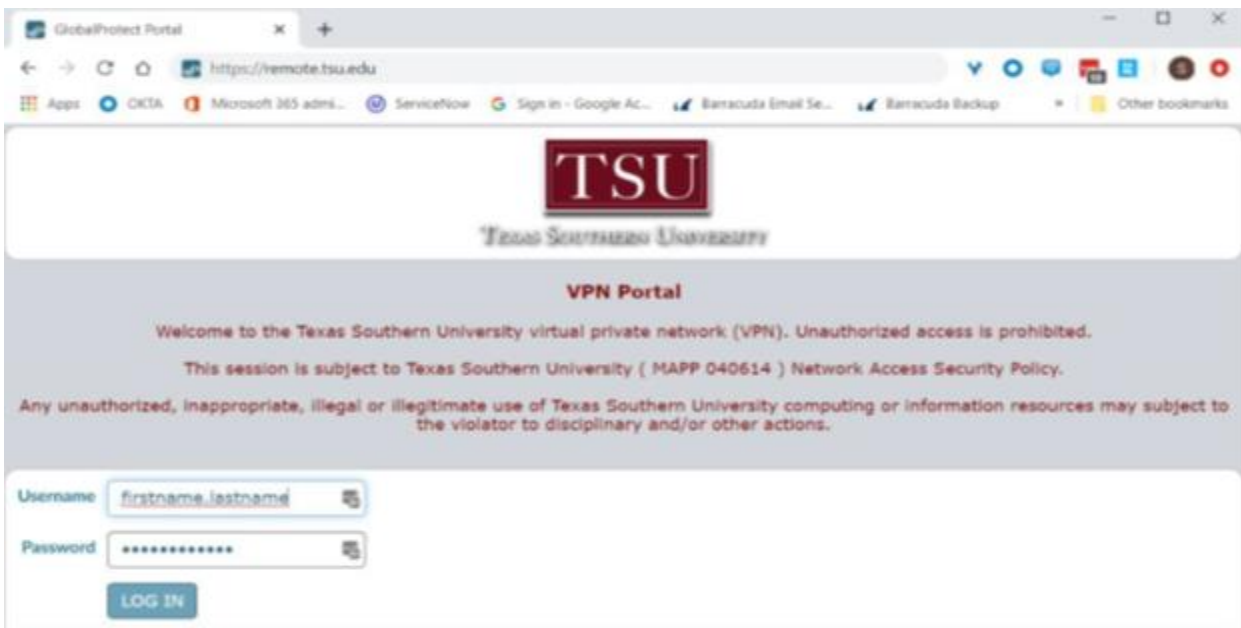 GlobalProtect Portal
https://remote.tsu.edu
Apps OKTA Microsoft 365 admi... ServiceNow Sign in - Google Ac... Barracuda Email Se... Barracuda Backup » Other bookmarks
TSU
Texas Southern University
VPN Portal
Welcome to the Texas Southern University virtual private network (VPN). Unauthorized access is prohibited.
This session is subject to Texas Southern University ( MAPP 040614 ) Network Access Security Policy.
Any unauthorized, inappropriate, illegal or illegitimate use of Texas Southern University computing or information resources may subject to
the violator to disciplinary and/or other actions.
Username firstname.lastname
Password ••••••••••••
LOG IN